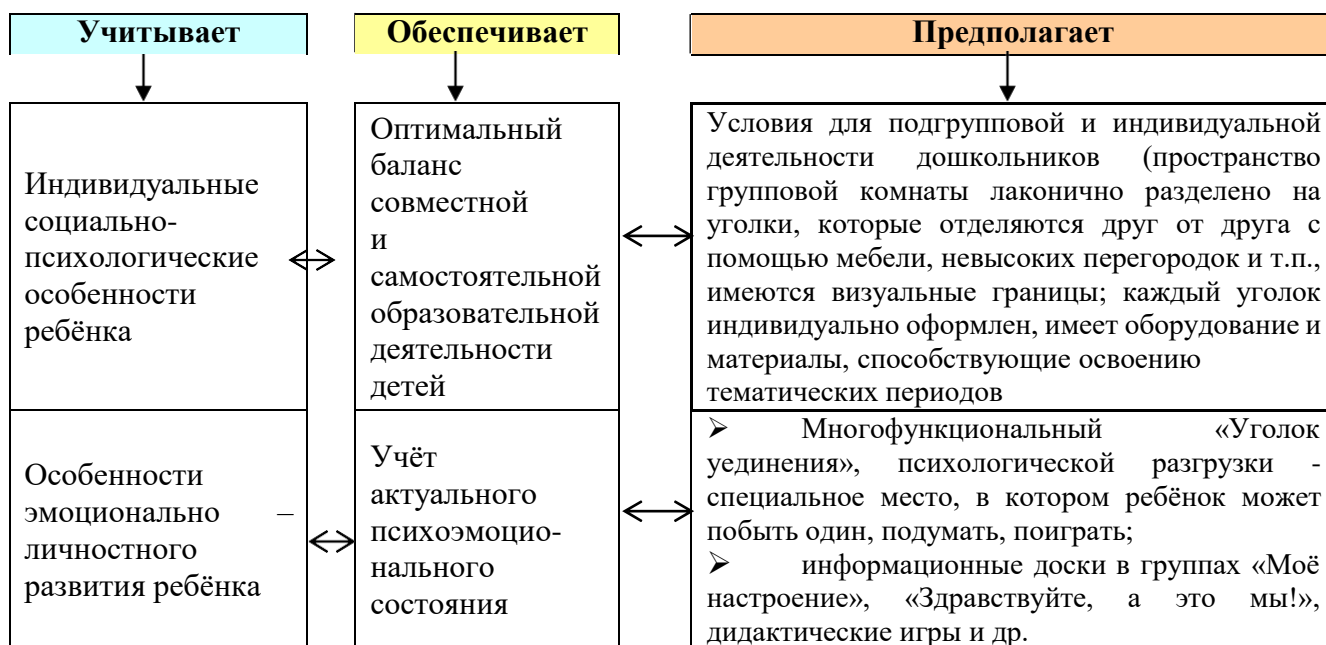 Учитывает
Обеспечивает
Предполагает
Индивидуальные
социально-
психологические
особенности
ребёнка
Оптимальный
баланс
совместной
и
самостоятельной
образовательной
деятельности
детей
Условия для подгрупповой и индивидуальной
деятельности дошкольников (пространство
групповой комнаты лаконично разделено на
уголки, которые отделяются друг от друга с
помощью мебели, невысоких перегородок и т.п.,
имеются визуальные границы; каждый уголок
индивидуально оформлен, имеет оборудование и
материалы, способствующие освоению
тематических периодов
Особенности
эмоционально –
личностного
развития ребёнка
Учёт
актуального
психоэмоцио-
нального
состояния
➢ Многофункциональный «Уголок
уединения», психологической разгрузки -
специальное место, в котором ребёнок может
побыть один, подумать, поиграть;
➢ информационные доски в группах «Моё
настроение», «Здравствуйте, а это мы!»,
дидактические игры и др.